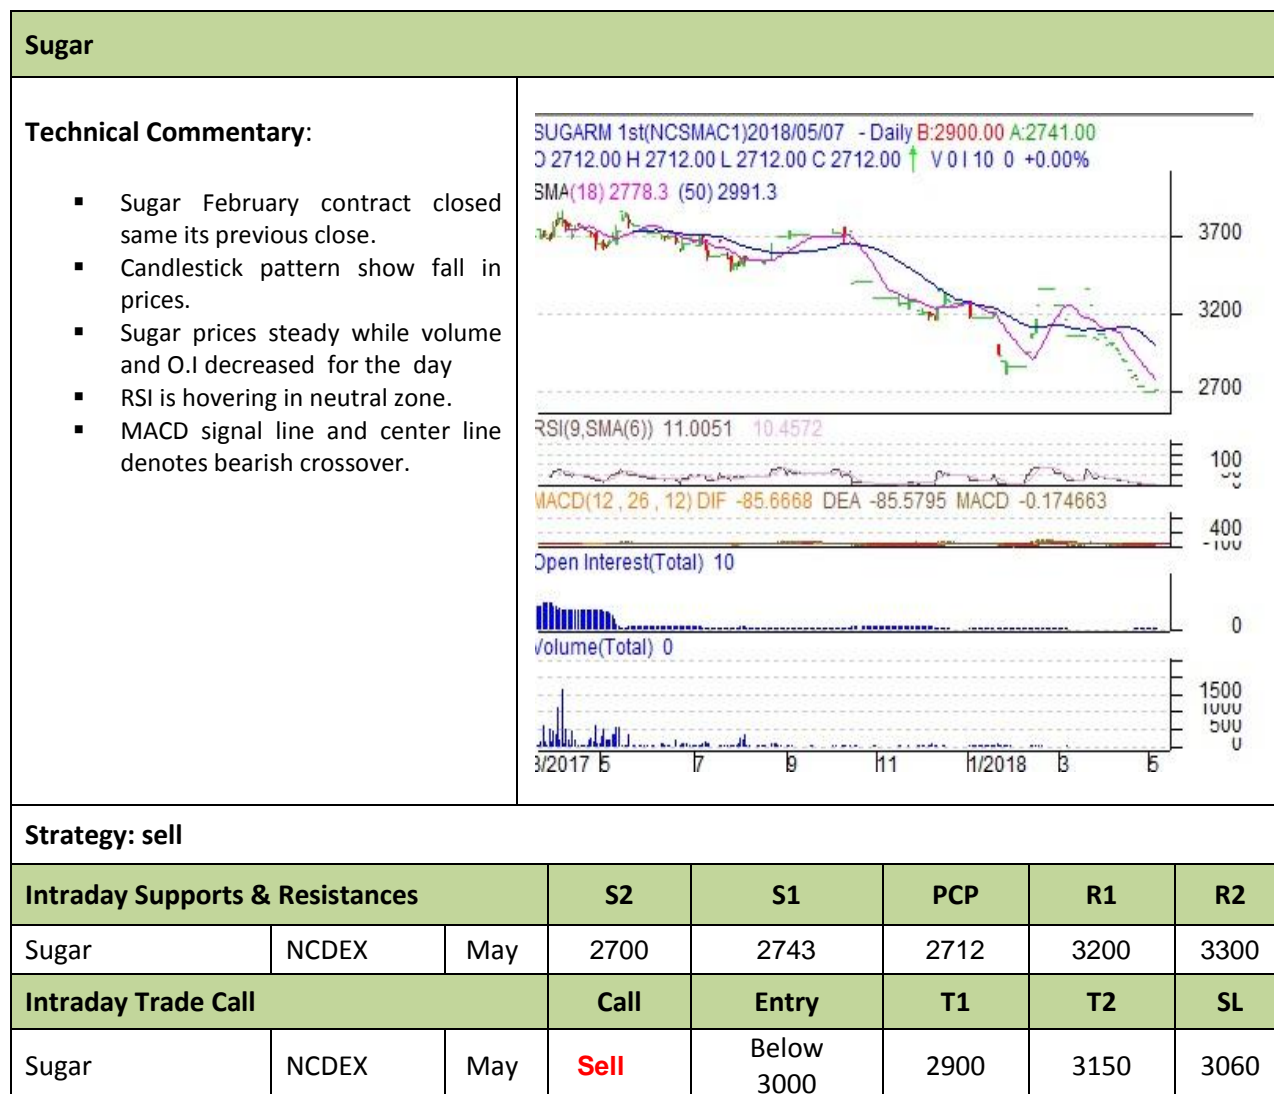 Sugar
Technical Commentary:
▪ Sugar February contract closed
same its previous close.
▪ Candlestick pattern show fall in
prices.
▪ Sugar prices steady while volume
and O.I decreased for the day
▪ RSI is hovering in neutral zone.
▪ MACD signal line and center line
denotes bearish crossover.
SUGARM 1st(NCSMAC1)2018/05/07 - Daily B:2900.00 A:2741.00
O 2712.00 H 2712.00 L 2712.00 C 2712.00 V 0 I 10 0 +0.00%
SMA(18) 2778.3 (50) 2991.3
3700
3200
2700
RSI(9,SMA(6)) 11.0051 10.4572
100
MACD(12 , 26 , 12) DIF -85.6668 DEA -85.5795 MACD -0.174663
400
-100
Open Interest(Total) 10
0
Volume(Total) 0
1500
1000
500
0
3/2017 5 7 9 11 1/2018 3 5
Strategy: sell
Intraday Supports & Resistances S2 S1 PCP R1 R2
Sugar NCDEX May 2700 2743 2712 3200 3300
Intraday Trade Call Call Entry T1 T2 SL
Sugar NCDEX May Sell Below 3000 2900 3150 3060